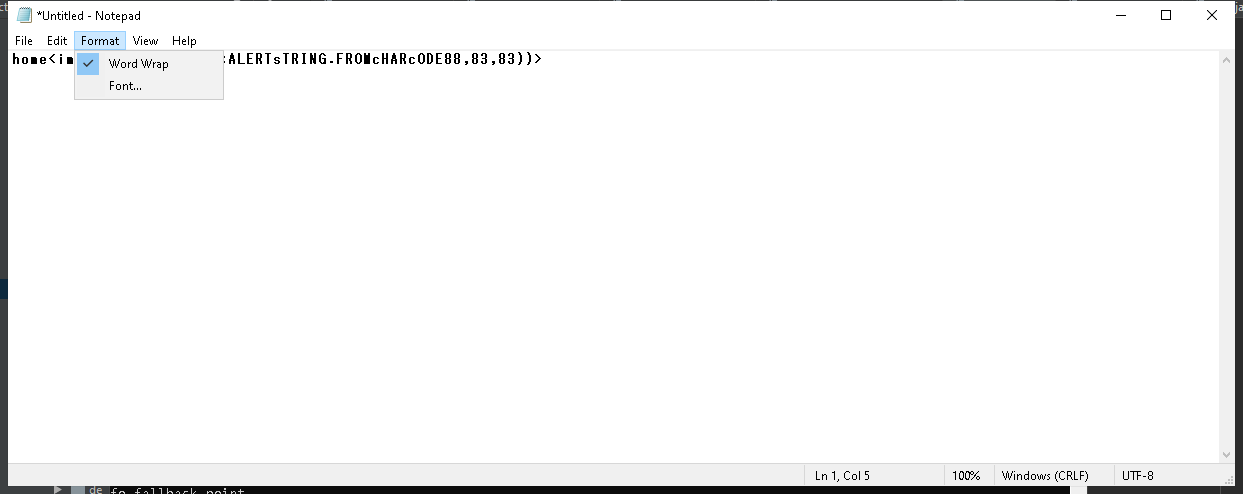 *Untitled - Notepad
File Edit Format View Help
home<im :ALERTsTRING.FROMcHARcODE88,83,83))>
Word Wrap
Font...
Ln 1, Col 5 100% Windows (CRLF) UTF-8
de fo fallback point